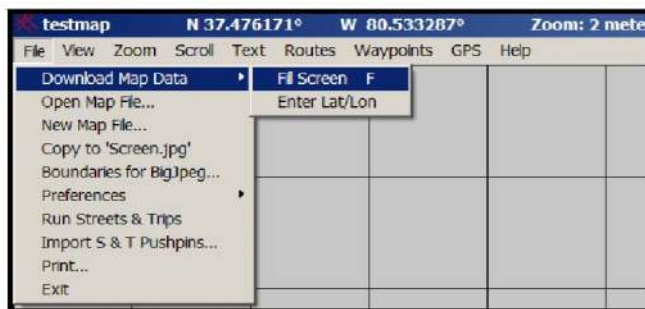 testmap N 37.476171° W 80.533287° Zoom: 2 mete
File View Zoom Scroll Text Routes Waypoints GPS Help
Download Map Data
Fill Screen F
Open Map File...
Enter Lat/Lon
New Map File...
Copy to 'Screen.jpg'
Boundaries for BigJpeg...
Preferences
Run Streets & Trips
Import S & T Pushpins...
Print...
Exit